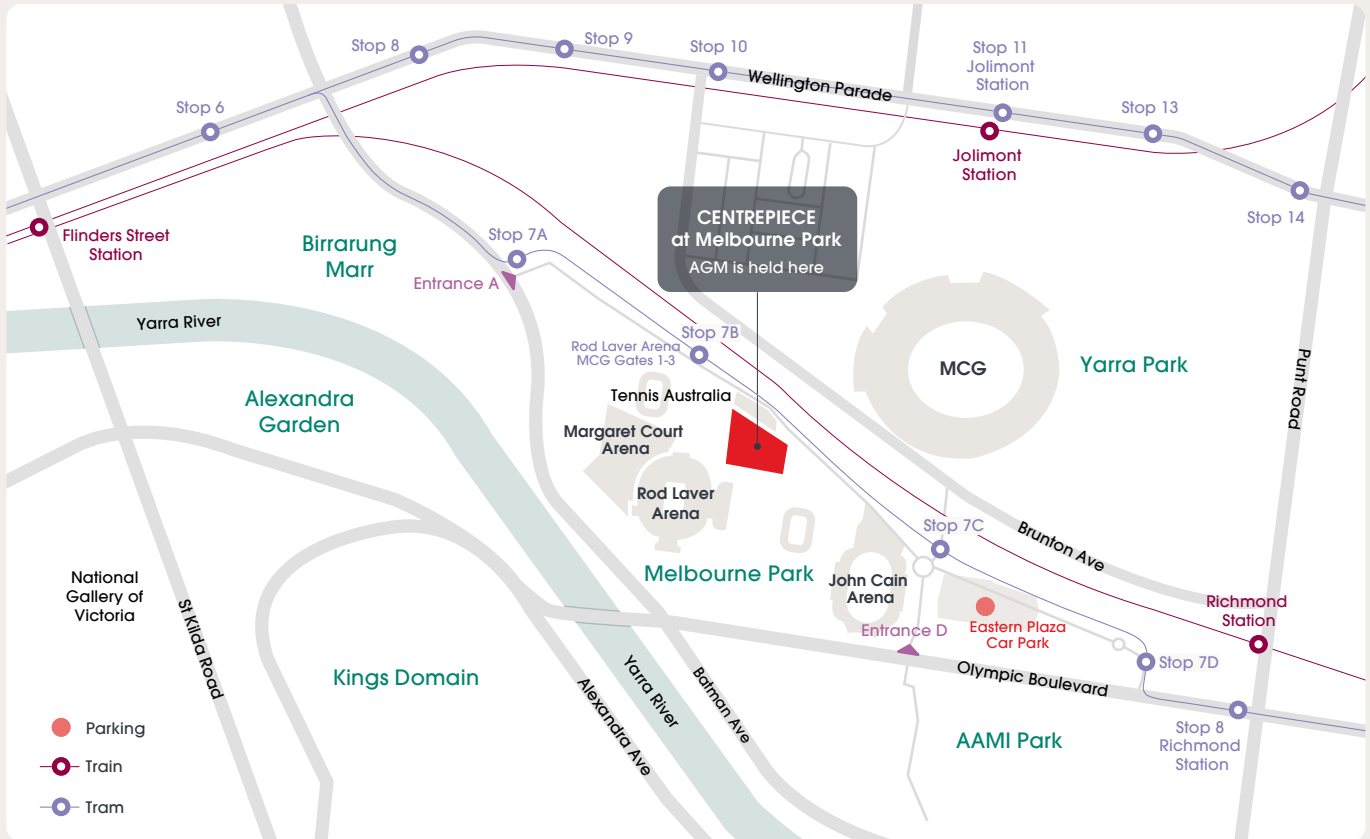 Stop 8
Stop 9
Stop 10
Stop 11
Jolimont
Station
Wellington Parade
Stop 6
Stop 13
Jolimont
Station
Stop 14
CENTREPIECE
at Melbourne Park
AGM is held here
Flinders Street
Station
Birrarung
Marr
Stop 7A
Entrance A
Yarra River
Stop 7B
Rod Laver Arena
MCG Gates 1-3
MCG
Yarra Park
Punt Road
Alexandra
Garden
Tennis Australia
Margaret Court
Arena
Rod Laver
Arena
Stop 7C
Brunton Ave
Melbourne Park
John Cain
Arena
National
Gallery of
Victoria
St Kilda Road
Richmond
Station
Entrance D
Eastern Plaza
Car Park
Stop 7D
Kings Domain
Yarra River
Alexandra Ave
Batman Ave
Olympic Boulevard
AAMI Park
Stop 8
Richmond
Station
Parking
Train
Tram